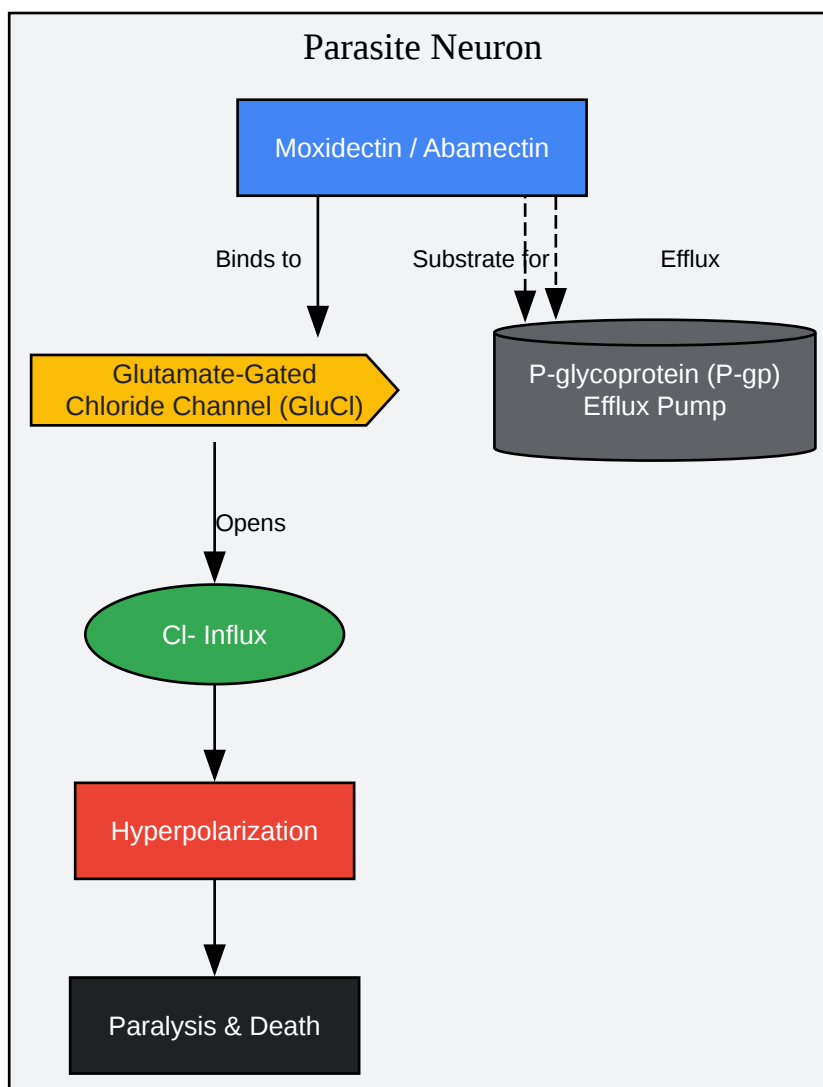 Parasite Neuron
Moxidectin / Abamectin
Binds to
Substrate for
Efflux
Glutamate-Gated
Chloride Channel (GluCl)
P-glycoprotein (P-gp)
Efflux Pump
Opens
Cl- Influx
Hyperpolarization
Paralysis & Death